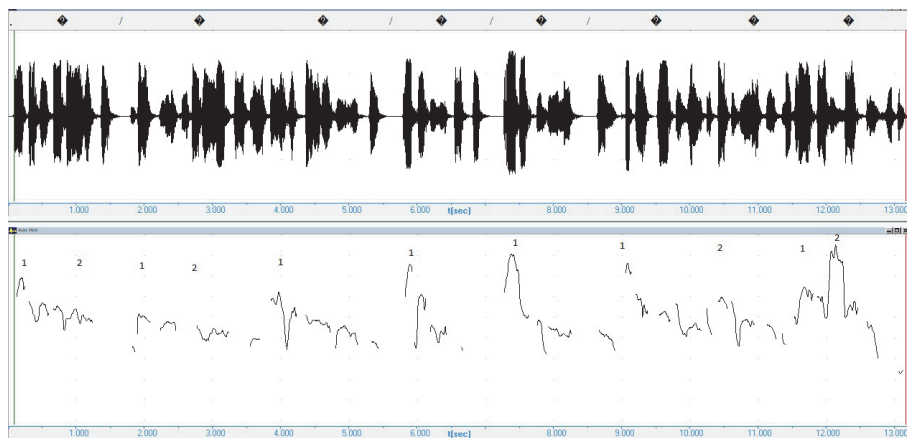 . � / � � / � / � / � � �
1.000 2.000 3.000 4.000 5.000 6.000 t(sec) 8.000 9.000 10.000 11.000 12.000 13.000
Auto Pitch
1 2 1 2 1 1 1 1 2 1 2
1.000 2.000 3.000 4.000 5.000 6.000 t(sec) 8.000 9.000 10.000 11.000 12.000 13.000